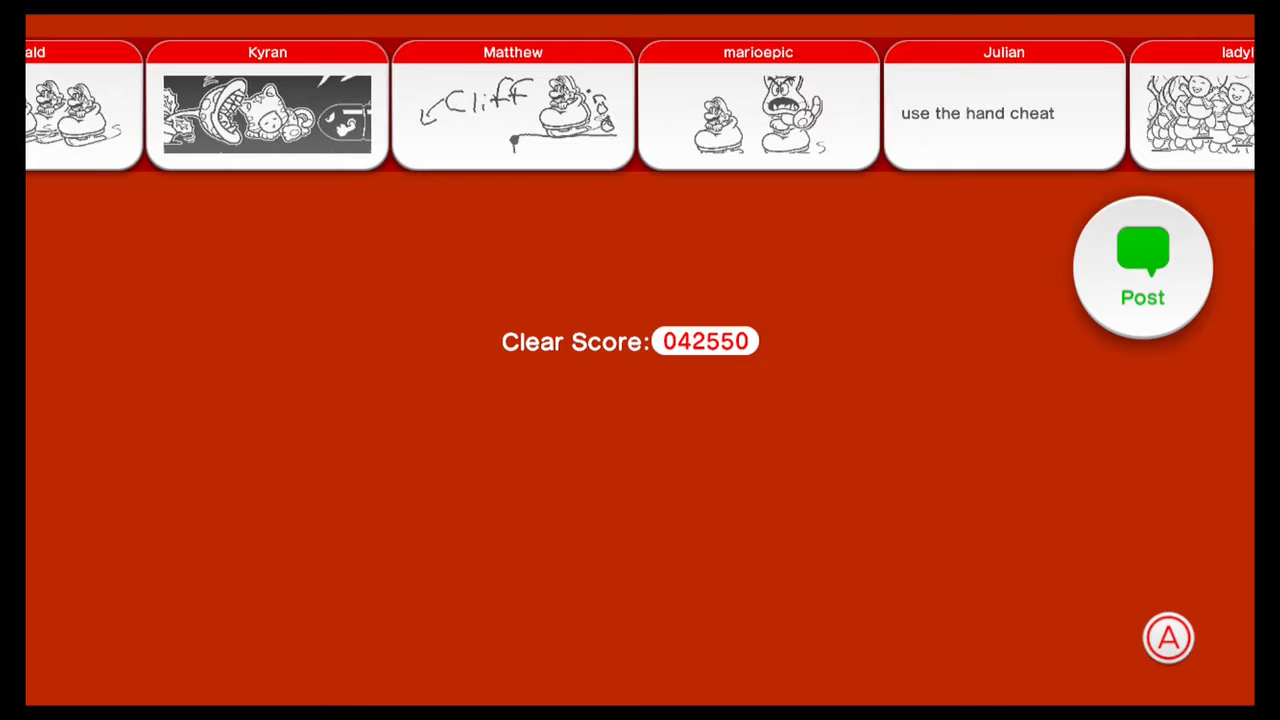 ald
Kyran
Matthew
marioepic
Julian
ladyl
Cliff
use the hand cheat
Post
Clear Score: 042550
A